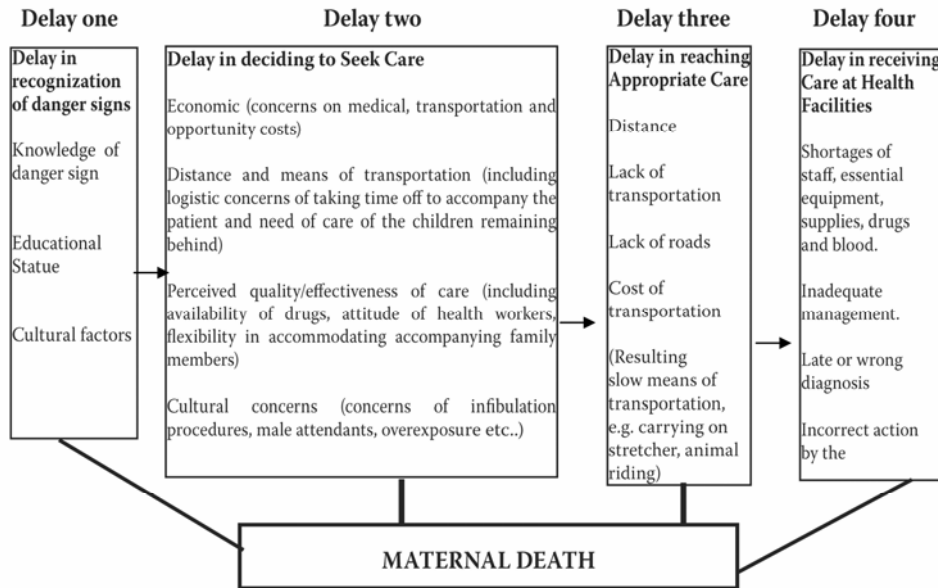 Delay one
Delay in
recognization
of danger signs
Knowledge of
danger sign
Educational
Statue
Cultural factors
Delay two
Delay in deciding to Seek Care
Economic (concerns on medical, transportation and
opportunity costs)
Distance and means of transportation (including
logistic concerns of taking time off to accompany the
patient and need of care of the children remaining
behind)
Perceived quality/effectiveness of care (including
availability of drugs, attitude of health workers,
flexibility in accommodating accompanying family
members)
Cultural concerns (concerns of infibulation
procedures, male attendants, overexposure etc..)
Delay three
Delay in reaching
Appropriate Care
Distance
Lack of
transportation
Lack of roads
Cost of
transportation
(Resulting
slow means of
transportation,
e.g. carrying on
stretcher, animal
riding)
Delay four
Delay in receiving
Care at Health
Facilities
Shortages of
staff, essential
equipment,
supplies, drugs
and blood.
Inadequate
management.
Late or wrong
diagnosis
Incorrect action
by the
MATERNAL DEATH